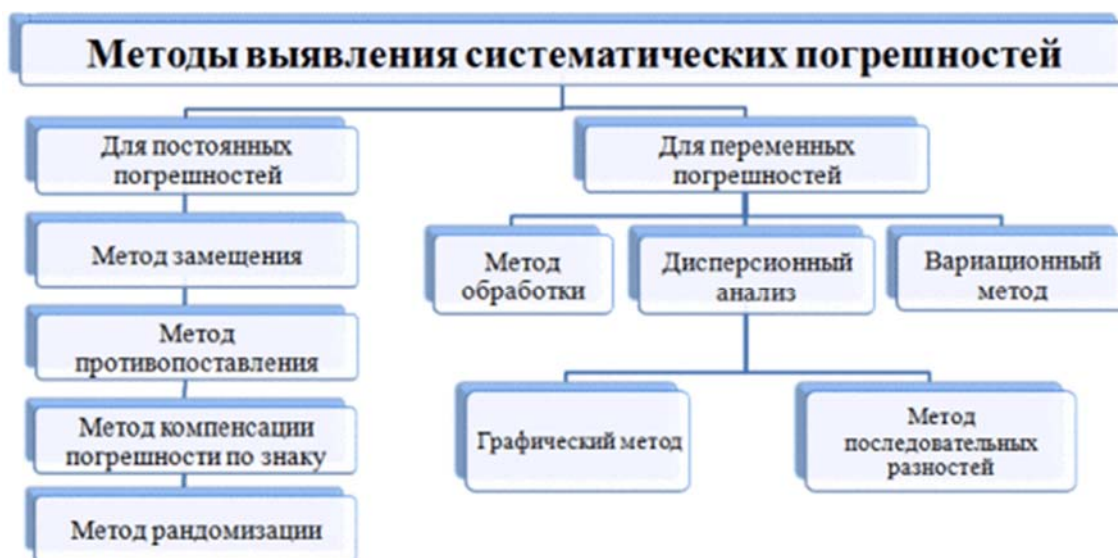 Методы выявления систематических погрешностей
Для постоянных
погрешностей
Метод замещения
Метод
противопоставления
Метод компенсации
погрешности по знаку
Метод рандомизации
Для переменных
погрешностей
Метод
обработки
Дисперсионный
анализ
Вариационный
метод
Графический метод
Метод
последовательных
разностей